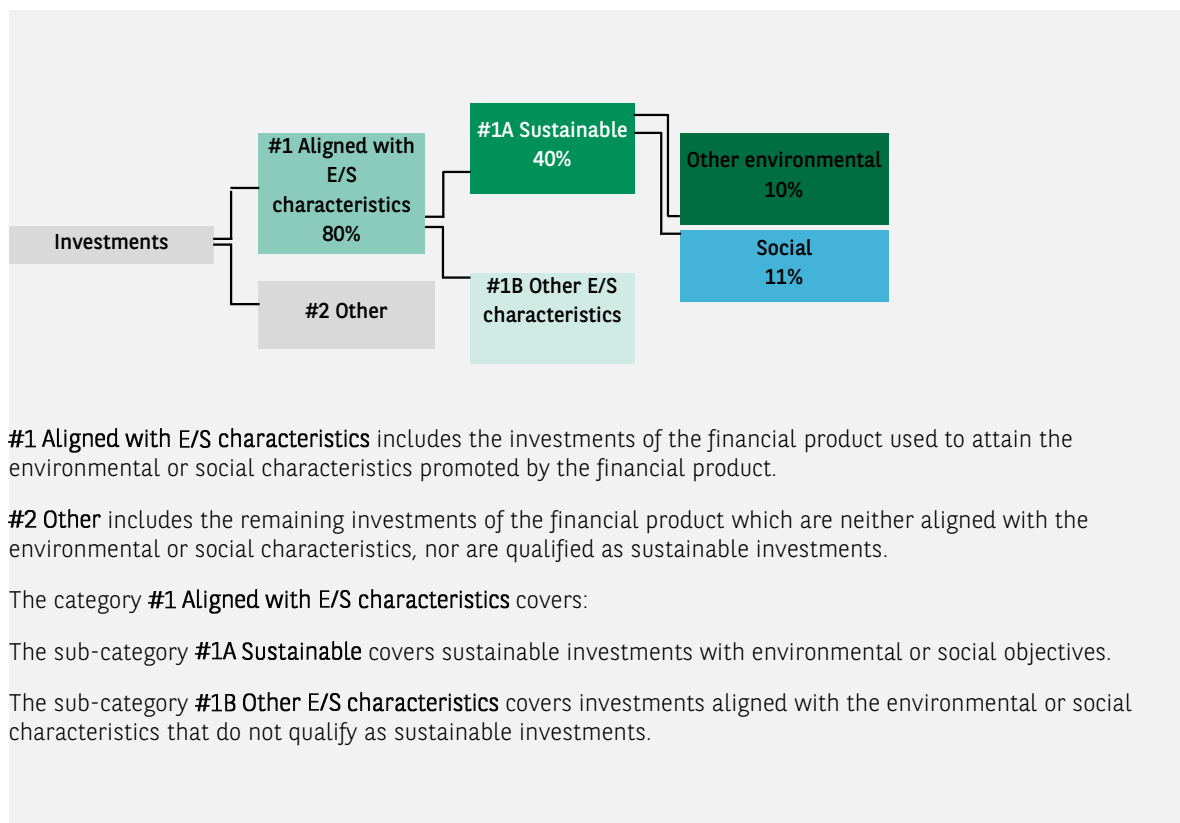 #1A Sustainable
40%
#1 Aligned with
E/S
characteristics
80%
Other environmental
10%
Investments
Social
11%
#2 Other
#1B Other E/S
characteristics
#1 Aligned with E/S characteristics includes the investments of the financial product used to attain the
environmental or social characteristics promoted by the financial product.
#2 Other includes the remaining investments of the financial product which are neither aligned with the
environmental or social characteristics, nor are qualified as sustainable investments.
The category #1 Aligned with E/S characteristics covers:
The sub-category #1A Sustainable covers sustainable investments with environmental or social objectives.
The sub-category #1B Other E/S characteristics covers investments aligned with the environmental or social
characteristics that do not qualify as sustainable investments.